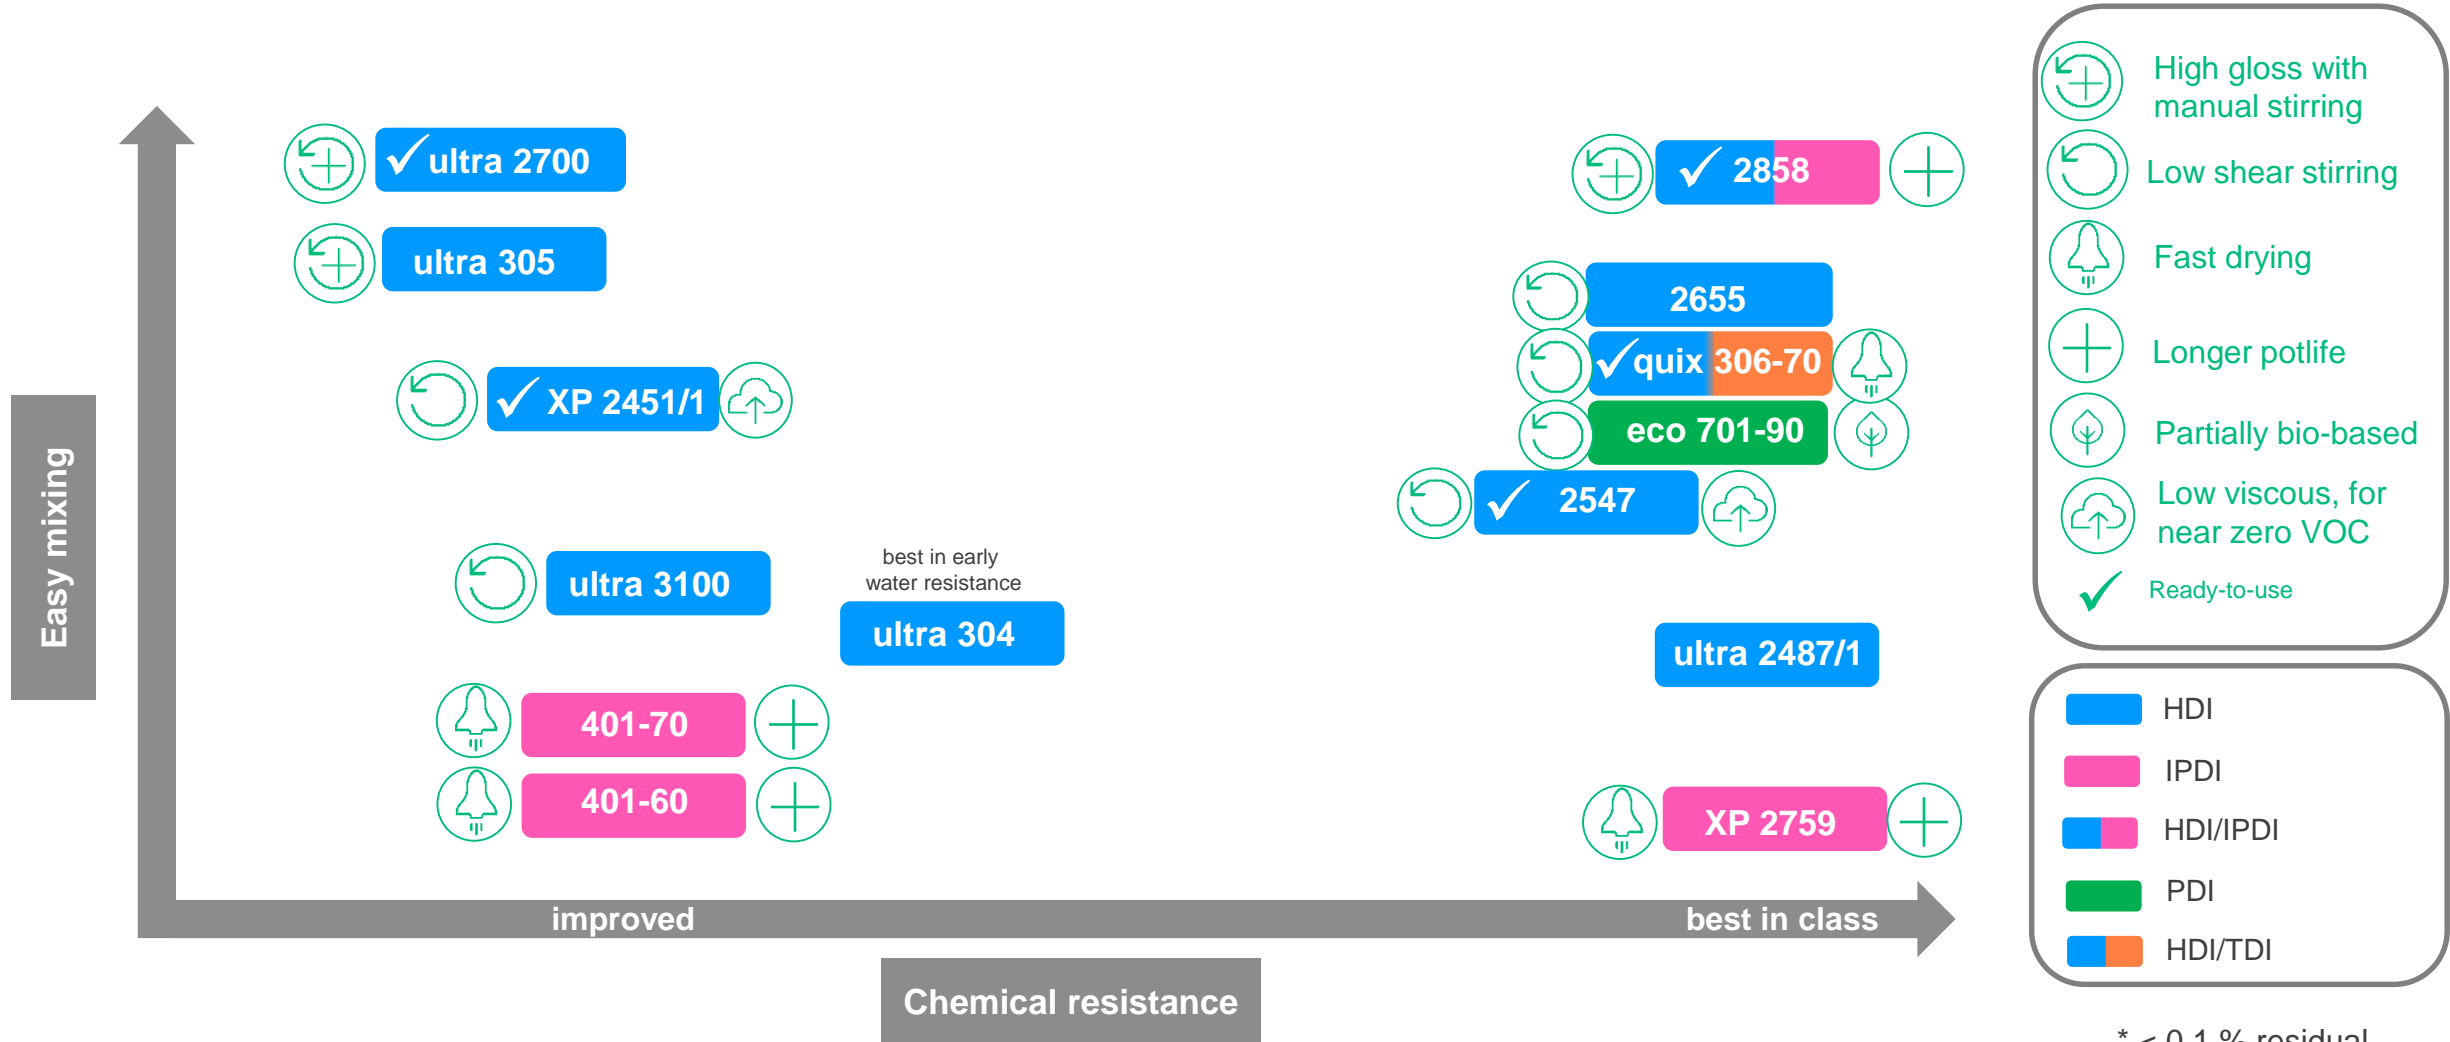 ultra 2700
ultra 305
XP 2451/1
ultra 3100
best in early
water resistance
ultra 304
401-70
401-60
2858
2655
quix 306-70
eco 701-90
2547
ultra 2487/1
XP 2759
Easy mixing
improved
best in class
Chemical resistance
High gloss with
manual stirring
Low shear stirring
Fast drying
Longer potlife
Partially bio-based
Low viscous, for
near zero VOC
Ready-to-use
HDI
IPDI
HDI/IPDI
PDI
HDI/TDI
* < 0.1 % residual